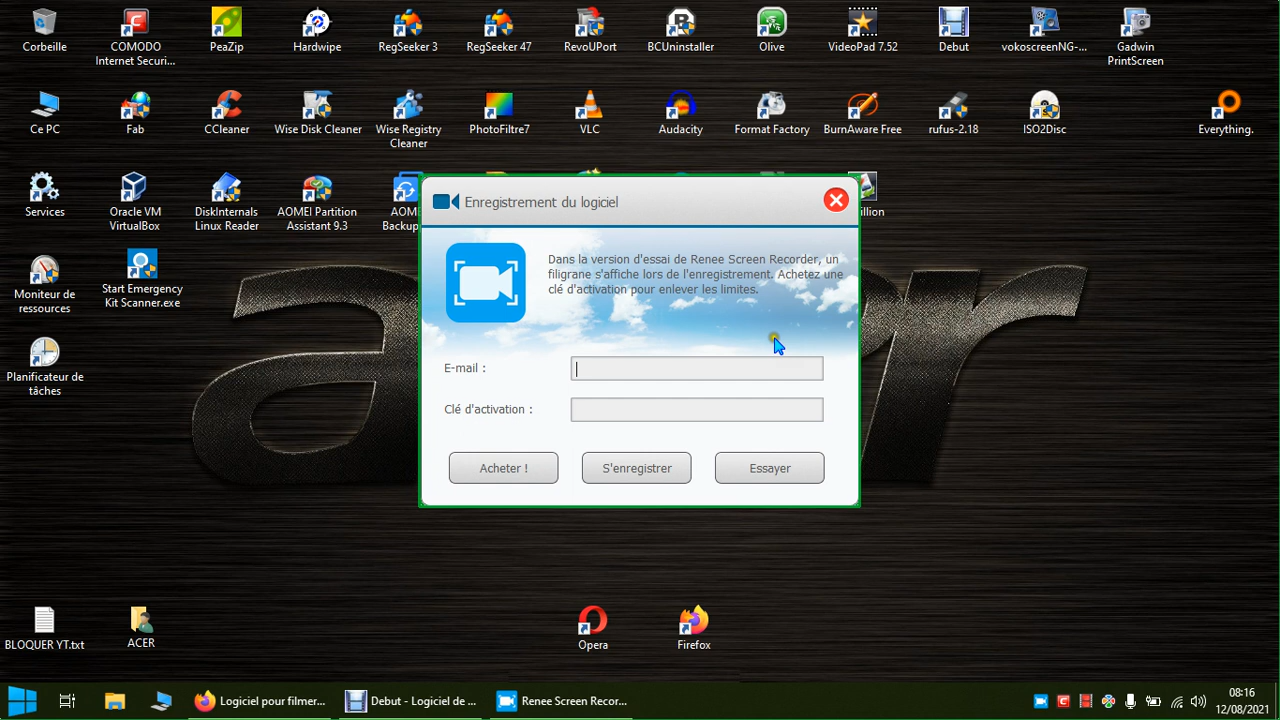 Corbeille
COMODO
Internet Securi...
PeaZip
Hardwipe
RegSeeker 3
RegSeeker 47
RevoUPort
BCUninstaller
Olive
VideoPad 7.52
Debut
vokoscreenNG-...
Gadwin
PrintScreen
Ce PC
Fab
CCleaner
Wise Disk Cleaner
Wise Registry
Cleaner
PhotoFiltre7
VLC
Audacity
Format Factory
BurnAware Free
rufus-2.18
ISO2Disc
Everything.
Services
Oracle VM
VirtualBox
DiskInternals
Linux Reader
AOMEI Partition
Assistant 9.3
AOME
Backup
illion
Moniteur de
ressources
Start Emergency
Kit Scanner.exe
Planificateur de
tâches
Enregistrement du logiciel
Dans la version d'essai de Renee Screen Recorder, un
filigrane s'affiche lors de l'enregistrement. Achetez une
clé d'activation pour enlever les limites.
E-mail :
Clé d'activation :
Acheter !
S'enregistrer
Essayer
BLOQUER YT.txt
ACER
Opera
Firefox
Logiciel pour filmer...
Debut - Logiciel de ...
Renee Screen Recor...
08:16
12/08/2021